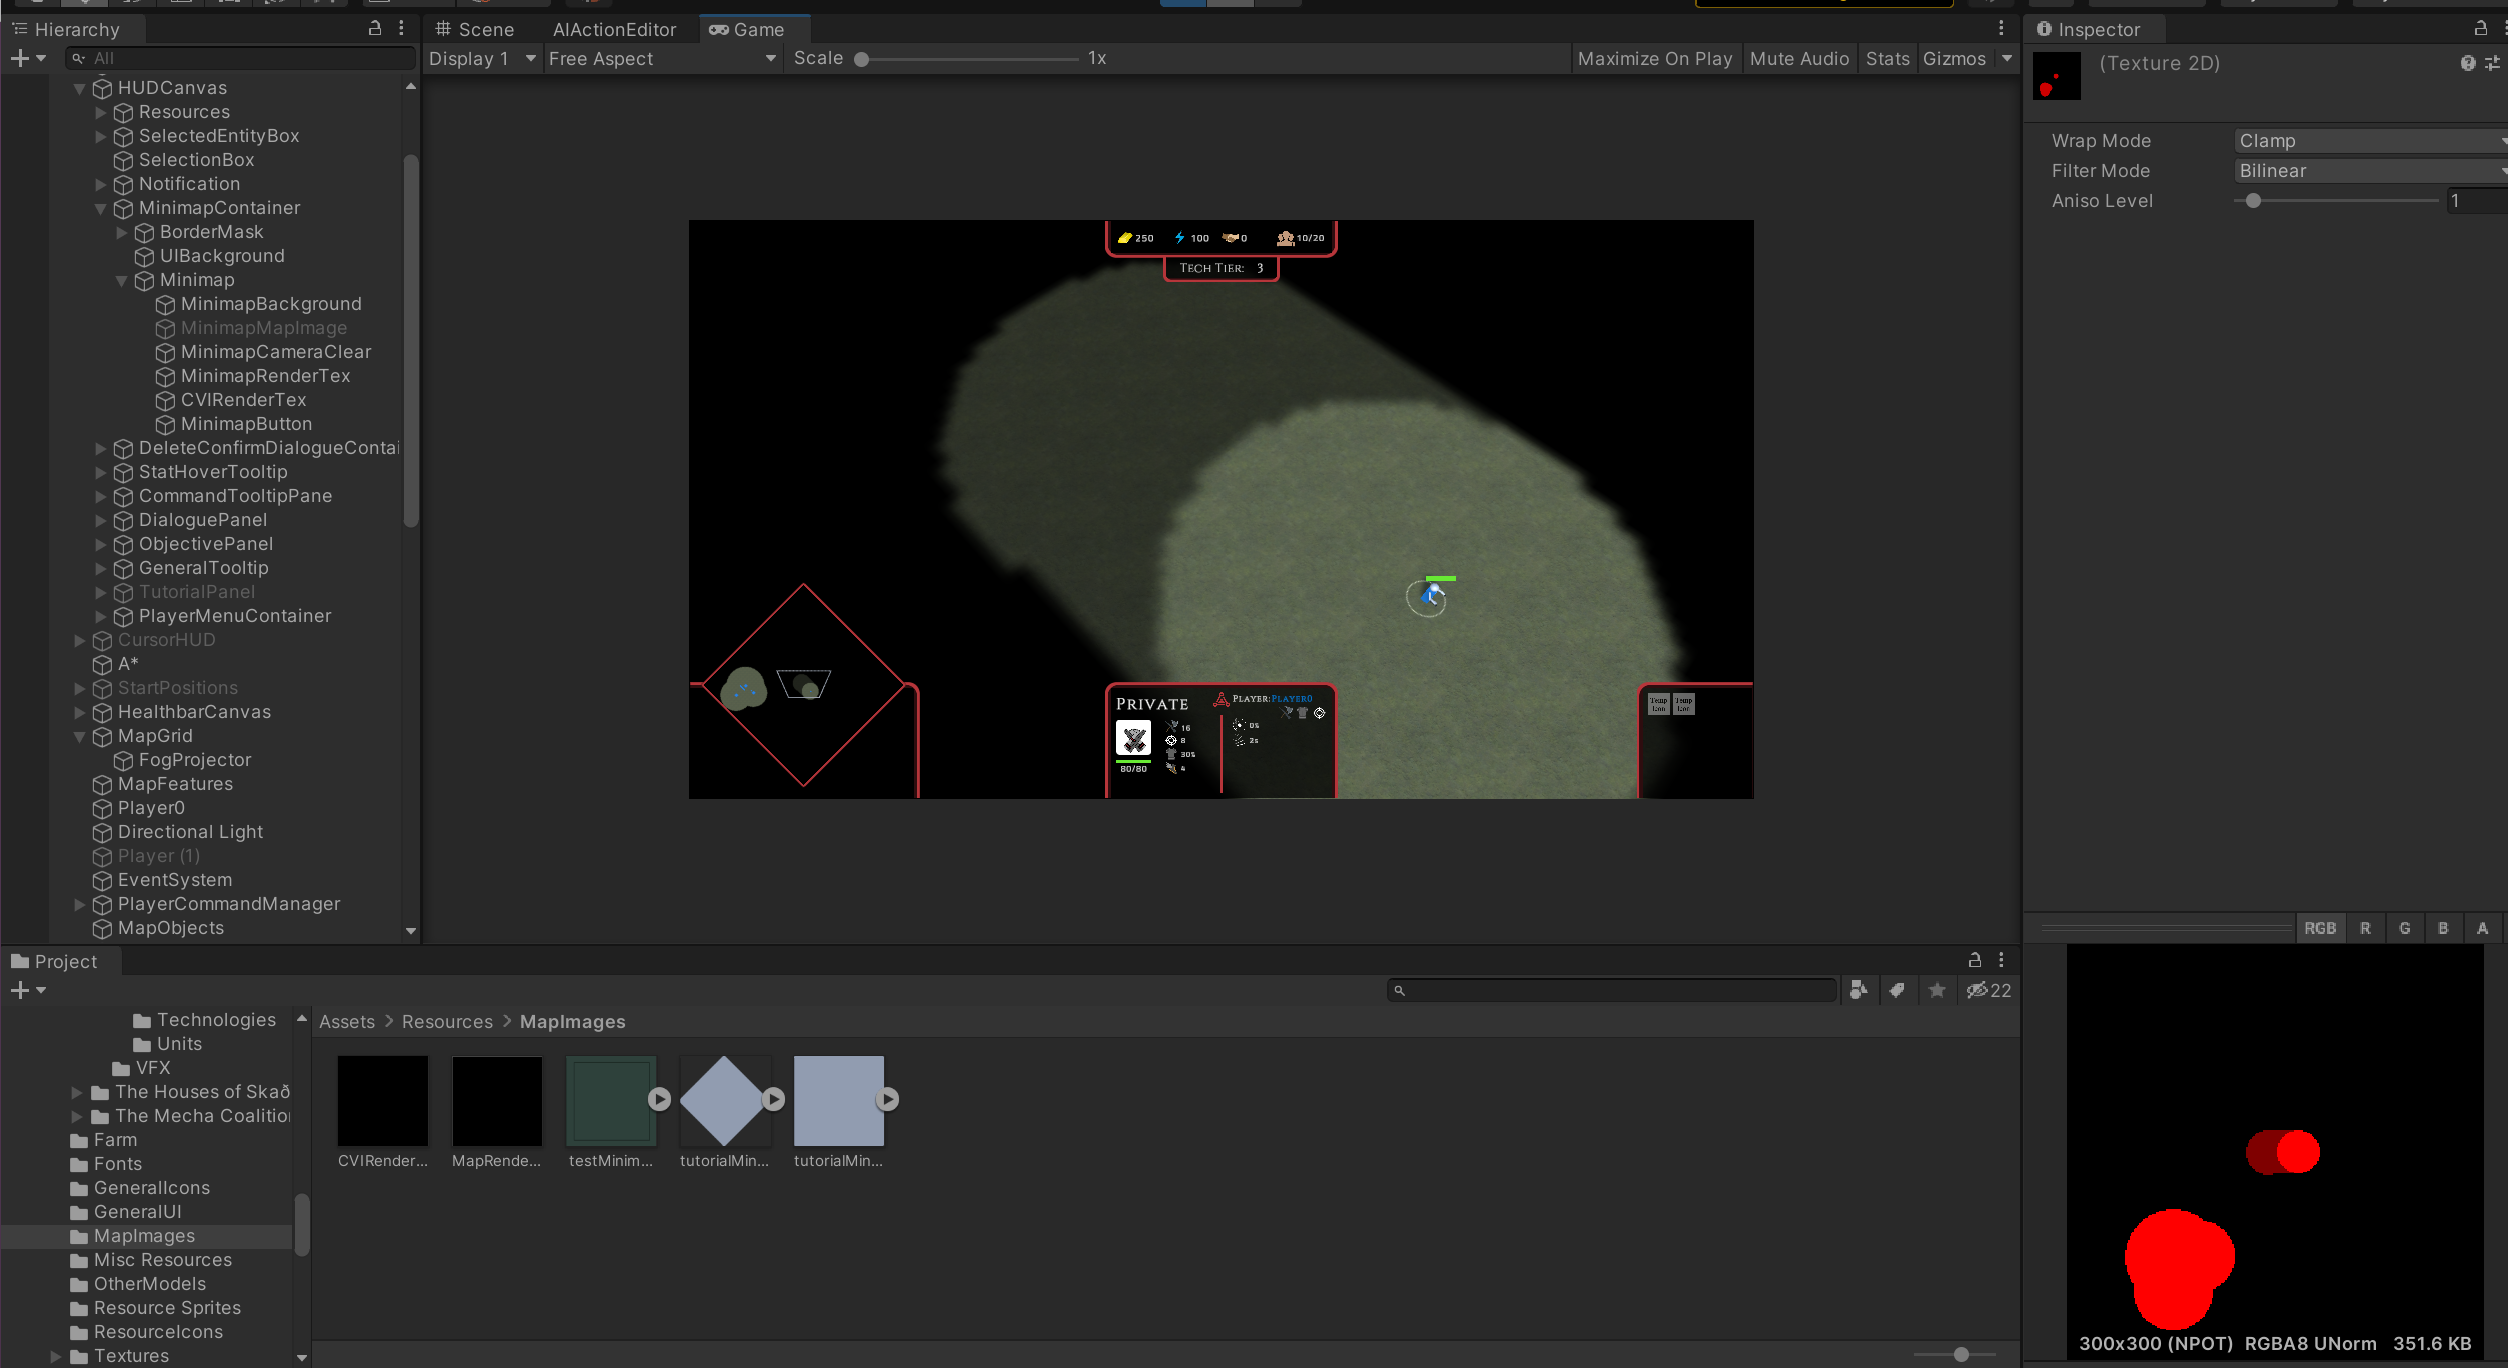 Hierarchy
All
HUDCanvas
Resources
SelectedEntityBox
SelectionBox
Notification
MinimapContainer
BorderMask
UIBackground
Minimap
MinimapBackground
MinimapMapImage
MinimapCameraClear
MinimapRenderTex
CVIRenderTex
MinimapButton
DeleteConfirmDialogueContai
StatHoverTooltip
CommandTooltipPane
DialoguePanel
ObjectivePanel
GeneralTooltip
TutorialPanel
PlayerMenuContainer
CursorHUD
A*
StartPositions
HealthbarCanvas
MapGrid
FogProjector
MapFeatures
Player0
Directional Light
Player (1)
EventSystem
PlayerCommandManager
MapObjects
Scene AIActionEditor Game
Display 1 Free Aspect Scale 1x Maximize On Play Mute Audio Stats Gizmos
250 100 0 10/20
TECH TIER: 3
PRIVATE
80/80
16
8
30%
4
PLAYER:PLAYER0
0%
2s
Temp Icon
Temp Icon
Inspector
(Texture 2D)
Wrap Mode Clamp
Filter Mode Bilinear
Aniso Level 1
RGB R G B A
300x300 (NPOT) RGBA8 UNorm 351.6 KB
Project
22
Technologies
Units
VFX
The Houses of Skað
The Mecha Coalitio
Farm
Fonts
GeneralIcons
GeneralUI
MapImages
Misc Resources
OtherModels
Resource Sprites
ResourceIcons
Textures
Assets > Resources > MapImages
CVIRender... MapRende... testMinim... tutorialMin... tutorialMin...